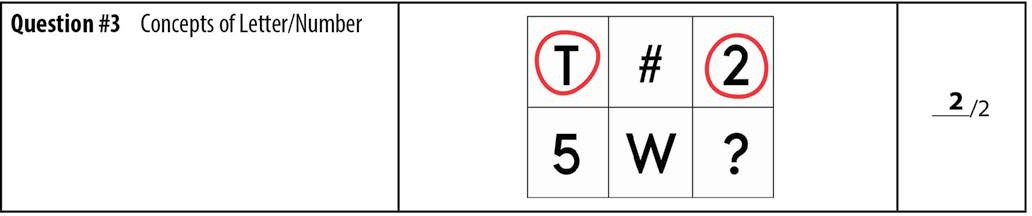 Question #3 Concepts of Letter/Number
T # 2
5 W ?
2/2